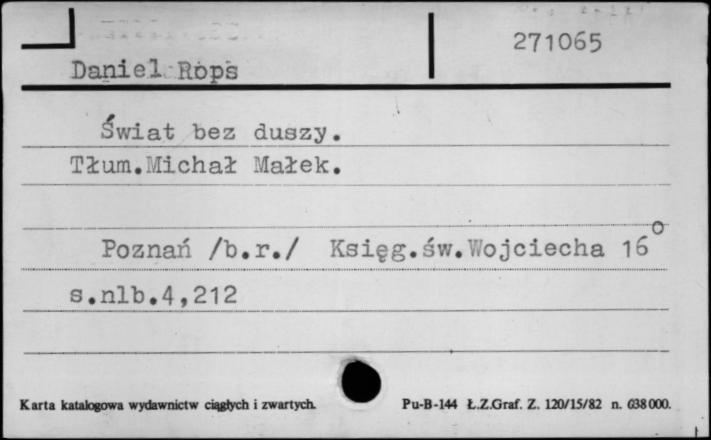 271065
Daniel Rops
Świat bez duszy.
Tłum.Michał Małek.
Poznań /b.r./ Księg.św.Wojciecha 16°
s.nlb.4,212
Karta katalogowa wydawnictw ciągłych i zwartych.
Pu-B-144 Ł.Z.Graf. Z. 120/15/82 n. 638000.